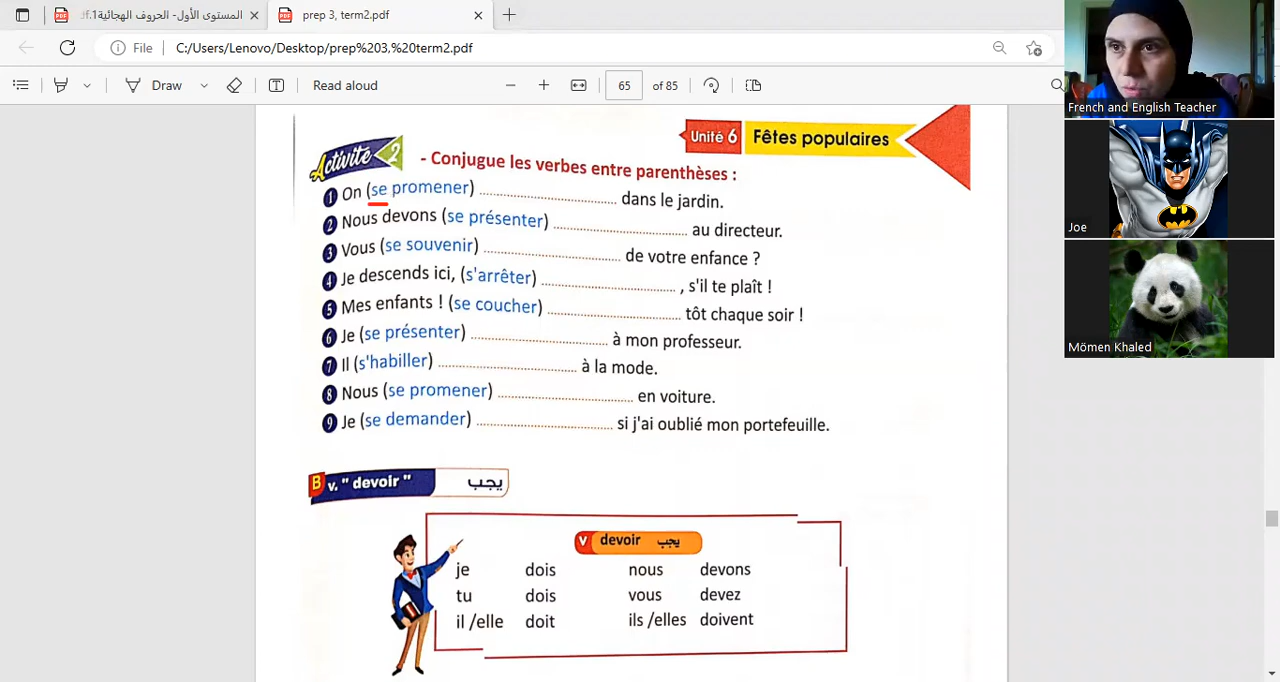 المستوى الأول- الحروف الهجائية1.f
prep 3, term2.pdf
File
C:/Users/Lenovo/Desktop/prep%203,%20term2.pdf
Draw
Read aloud
65 of 85
French and English Teacher
Joe
Mömen Khaled
Unité 6 Fêtes populaires
Activité 2 - Conjugue les verbes entre parenthèses :
1 On (se promener) ........................ dans le jardin.
2 Nous devons (se présenter) ........................ au directeur.
3 Vous (se souvenir) ........................ de votre enfance ?
4 Je descends ici, (s'arrêter) ........................ , s'il te plaît !
5 Mes enfants ! (se coucher) ........................ tôt chaque soir !
6 Je (se présenter) ........................ à mon professeur.
7 Il (s'habiller) ........................ à la mode.
8 Nous (se promener) ........................ en voiture.
9 Je (se demander) ........................ si j'ai oublié mon portefeuille.
B v. " devoir " يجب
V devoir يجب
je dois nous devons
tu dois vous devez
il /elle doit ils /elles doivent